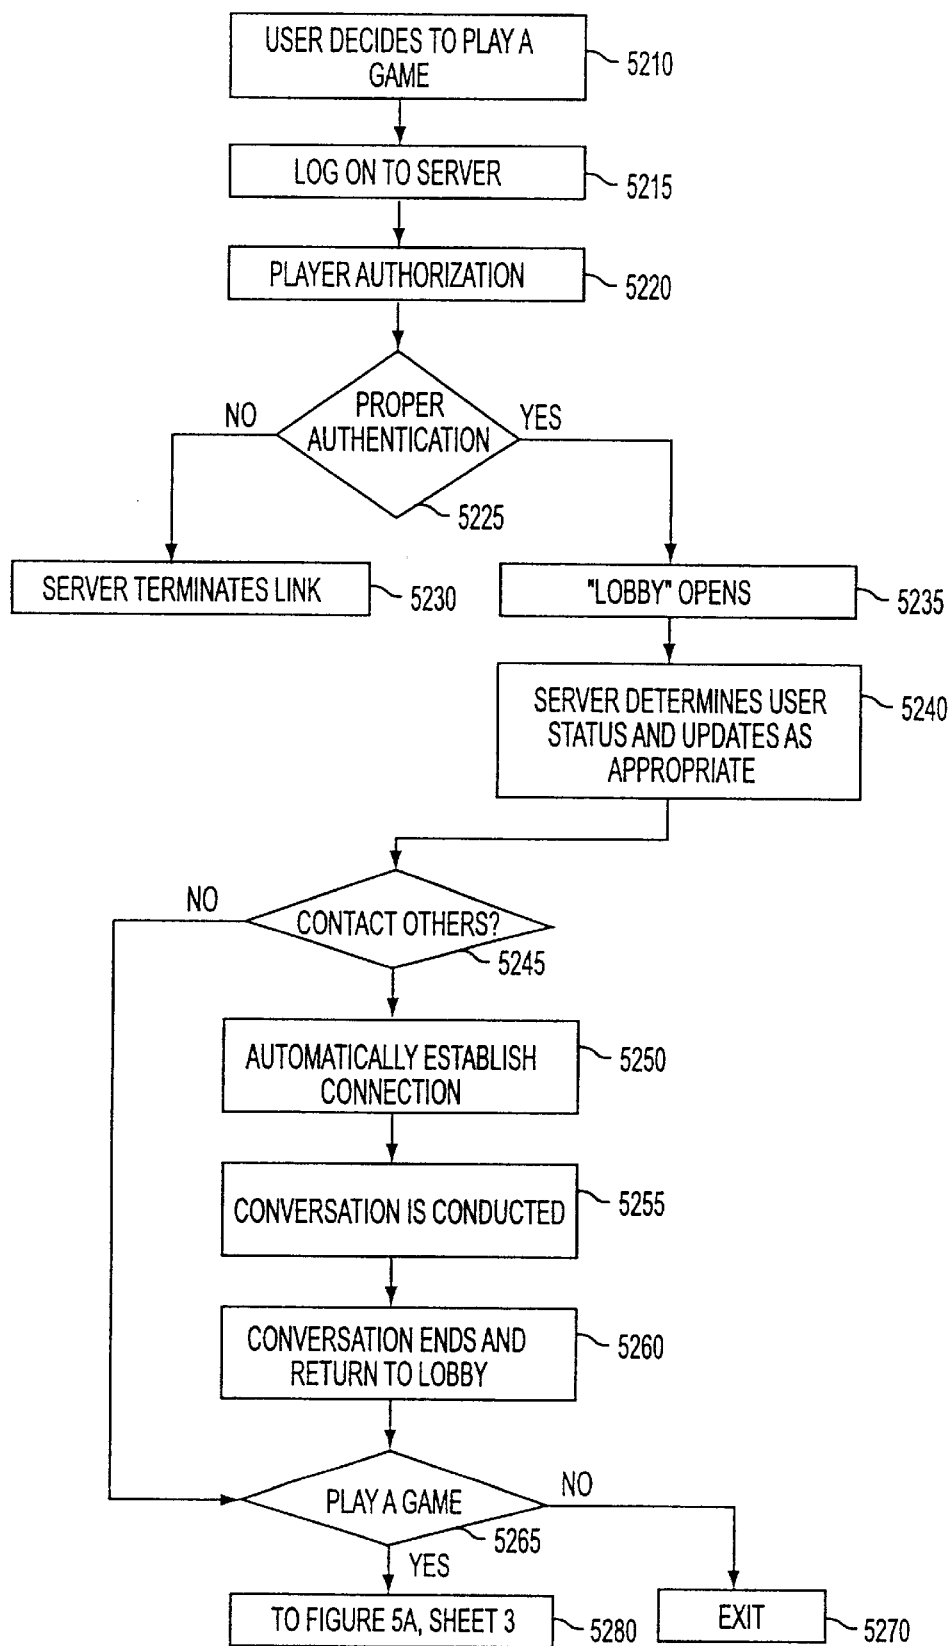 USER DECIDES TO PLAY A
GAME
5210
LOG ON TO SERVER
5215
PLAYER AUTHORIZATION
5220
PROPER
AUTHENTICATION
NO
YES
5225
SERVER TERMINATES LINK
5230
"LOBBY" OPENS
5235
SERVER DETERMINES USER
STATUS AND UPDATES AS
APPROPRIATE
5240
NO
CONTACT OTHERS?
5245
AUTOMATICALLY ESTABLISH
CONNECTION
5250
CONVERSATION IS CONDUCTED
5255
CONVERSATION ENDS AND
RETURN TO LOBBY
5260
PLAY A GAME
NO
5265
YES
TO FIGURE 5A, SHEET 3
5280
EXIT
5270